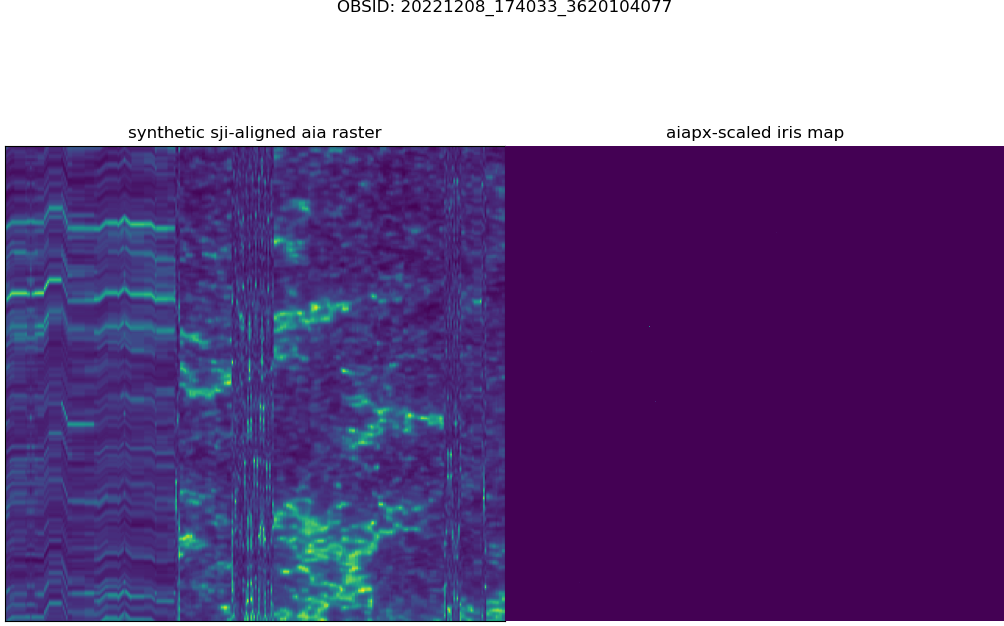 OBSID: 20221208_174033_3620104077
synthetic sji-aligned aia raster
aiapx-scaled iris map